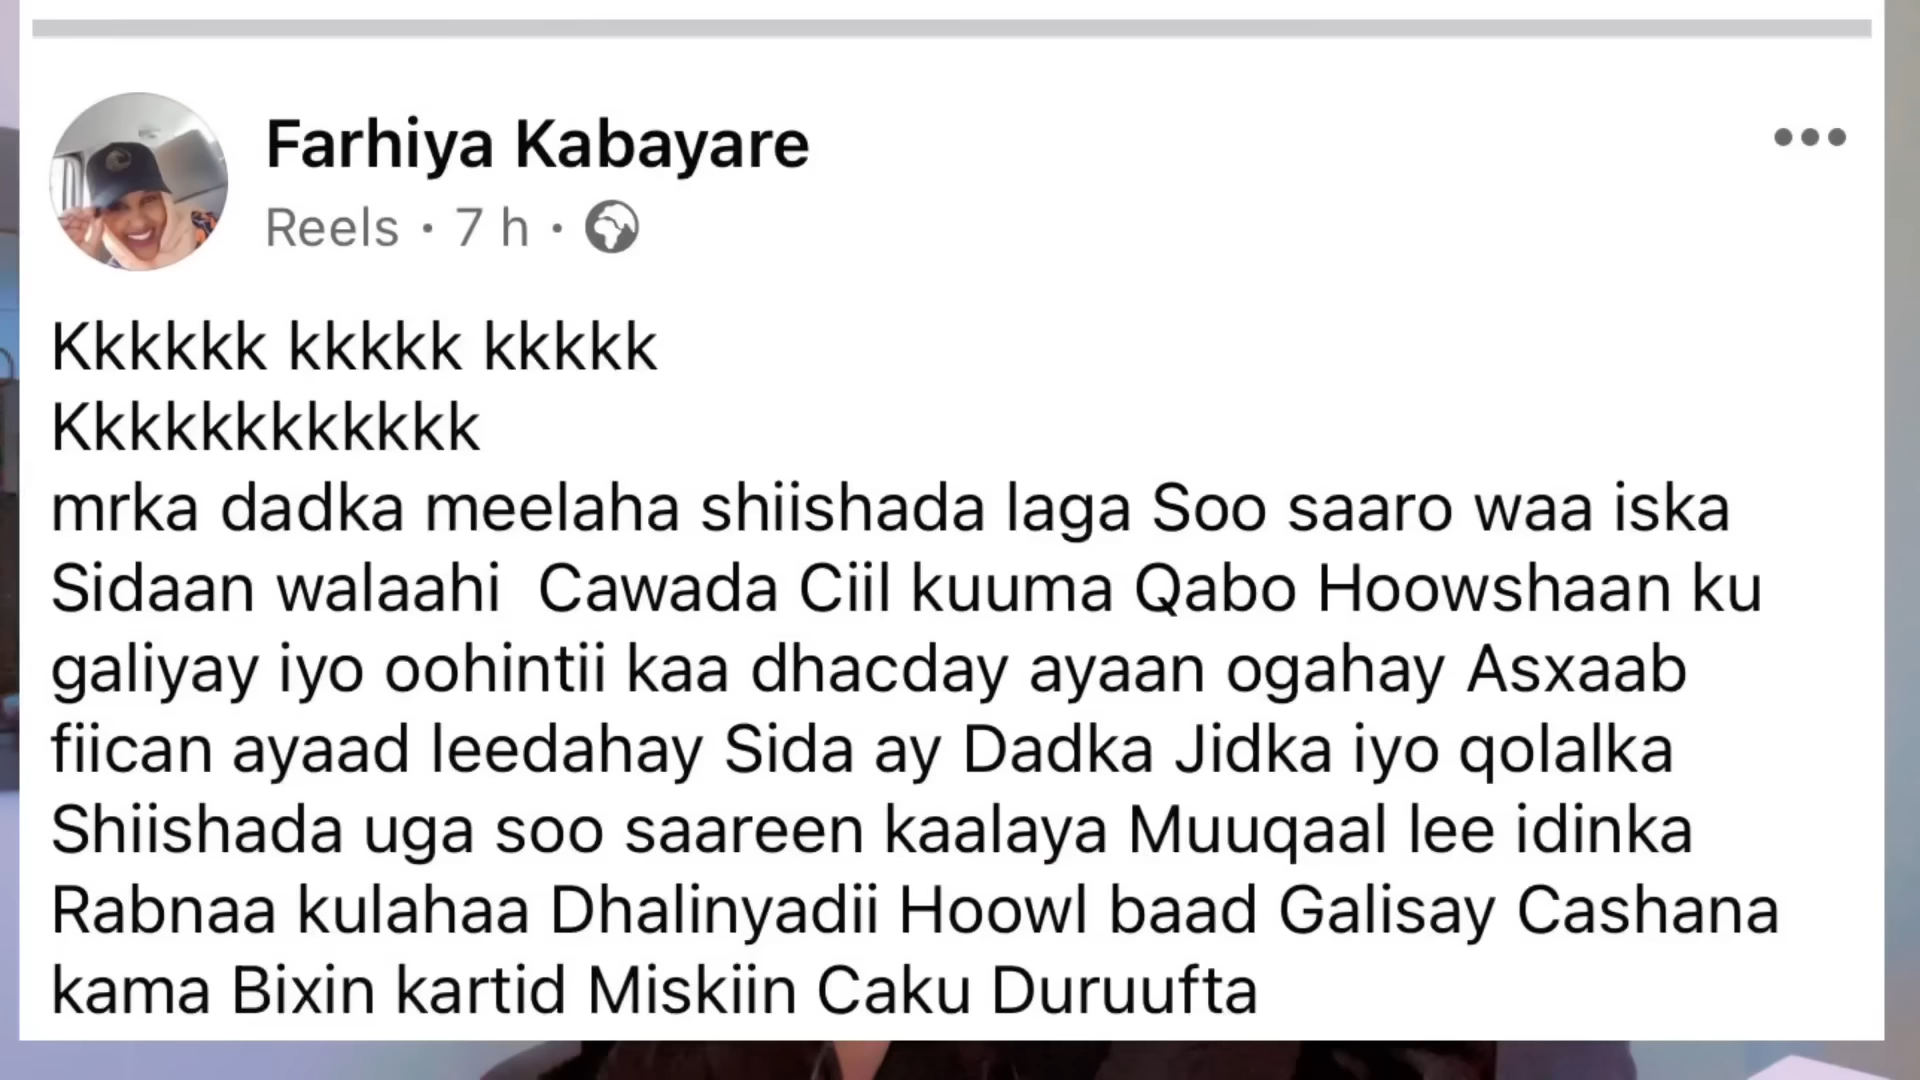 Farhiya Kabayare
Reels · 7 h ·
Kkkkkk kkkkk kkkkk
Kkkkkkkkkkkk
mrka dadka meelaha shiishada laga Soo saaro waa iska
Sidaan walaahi  Cawada Ciil kuuma Qabo Hoowshaan ku
galiyay iyo oohintii kaa dhacday ayaan ogahay Asxaab
fiican ayaad leedahay Sida ay Dadka Jidka iyo qolalka
Shiishada uga soo saareen kaalaya Muuqaal lee idinka
Rabnaa kulahaa Dhalinyadii Hoowl baad Galisay Cashana
kama Bixin kartid Miskiin Caku Duruufta